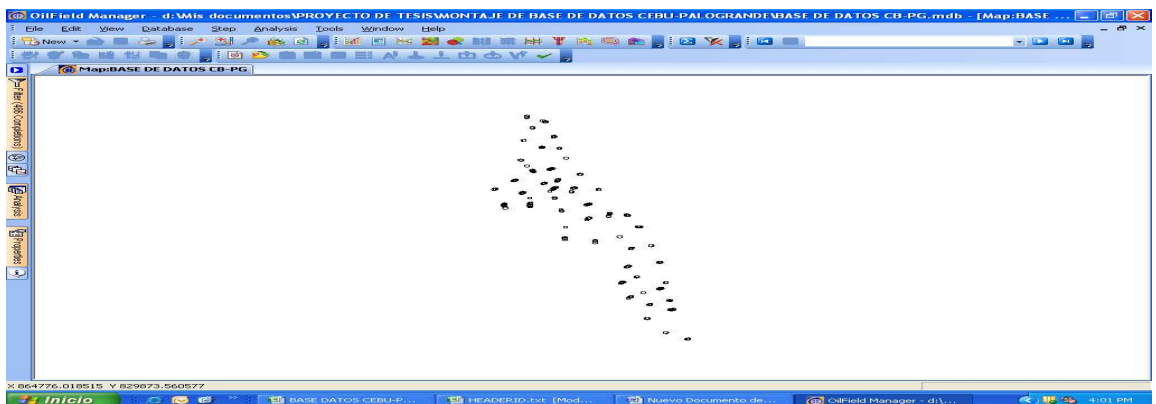 OilField Manager - d:\Mis documentos\PROYECTO DE TESIS\MONTAJE DE BASE DE DATOS CEBU-PALOGRANDE\BASE DE DATOS CB-PG.mdb - [Map:BASE ...
File Edit View Database Step Analysis Tools Window Help
New
Map:BASE DE DATOS CB-PG
Filter (486 Completions)
Analysis
Properties
X 864776.018515 Y 829873.560577
Inicio
BASE DATOS CEBU-P...
HEADERID.txt [Mod...
Nuevo Documento de...
OilField Manager - d:\...
4:01 PM